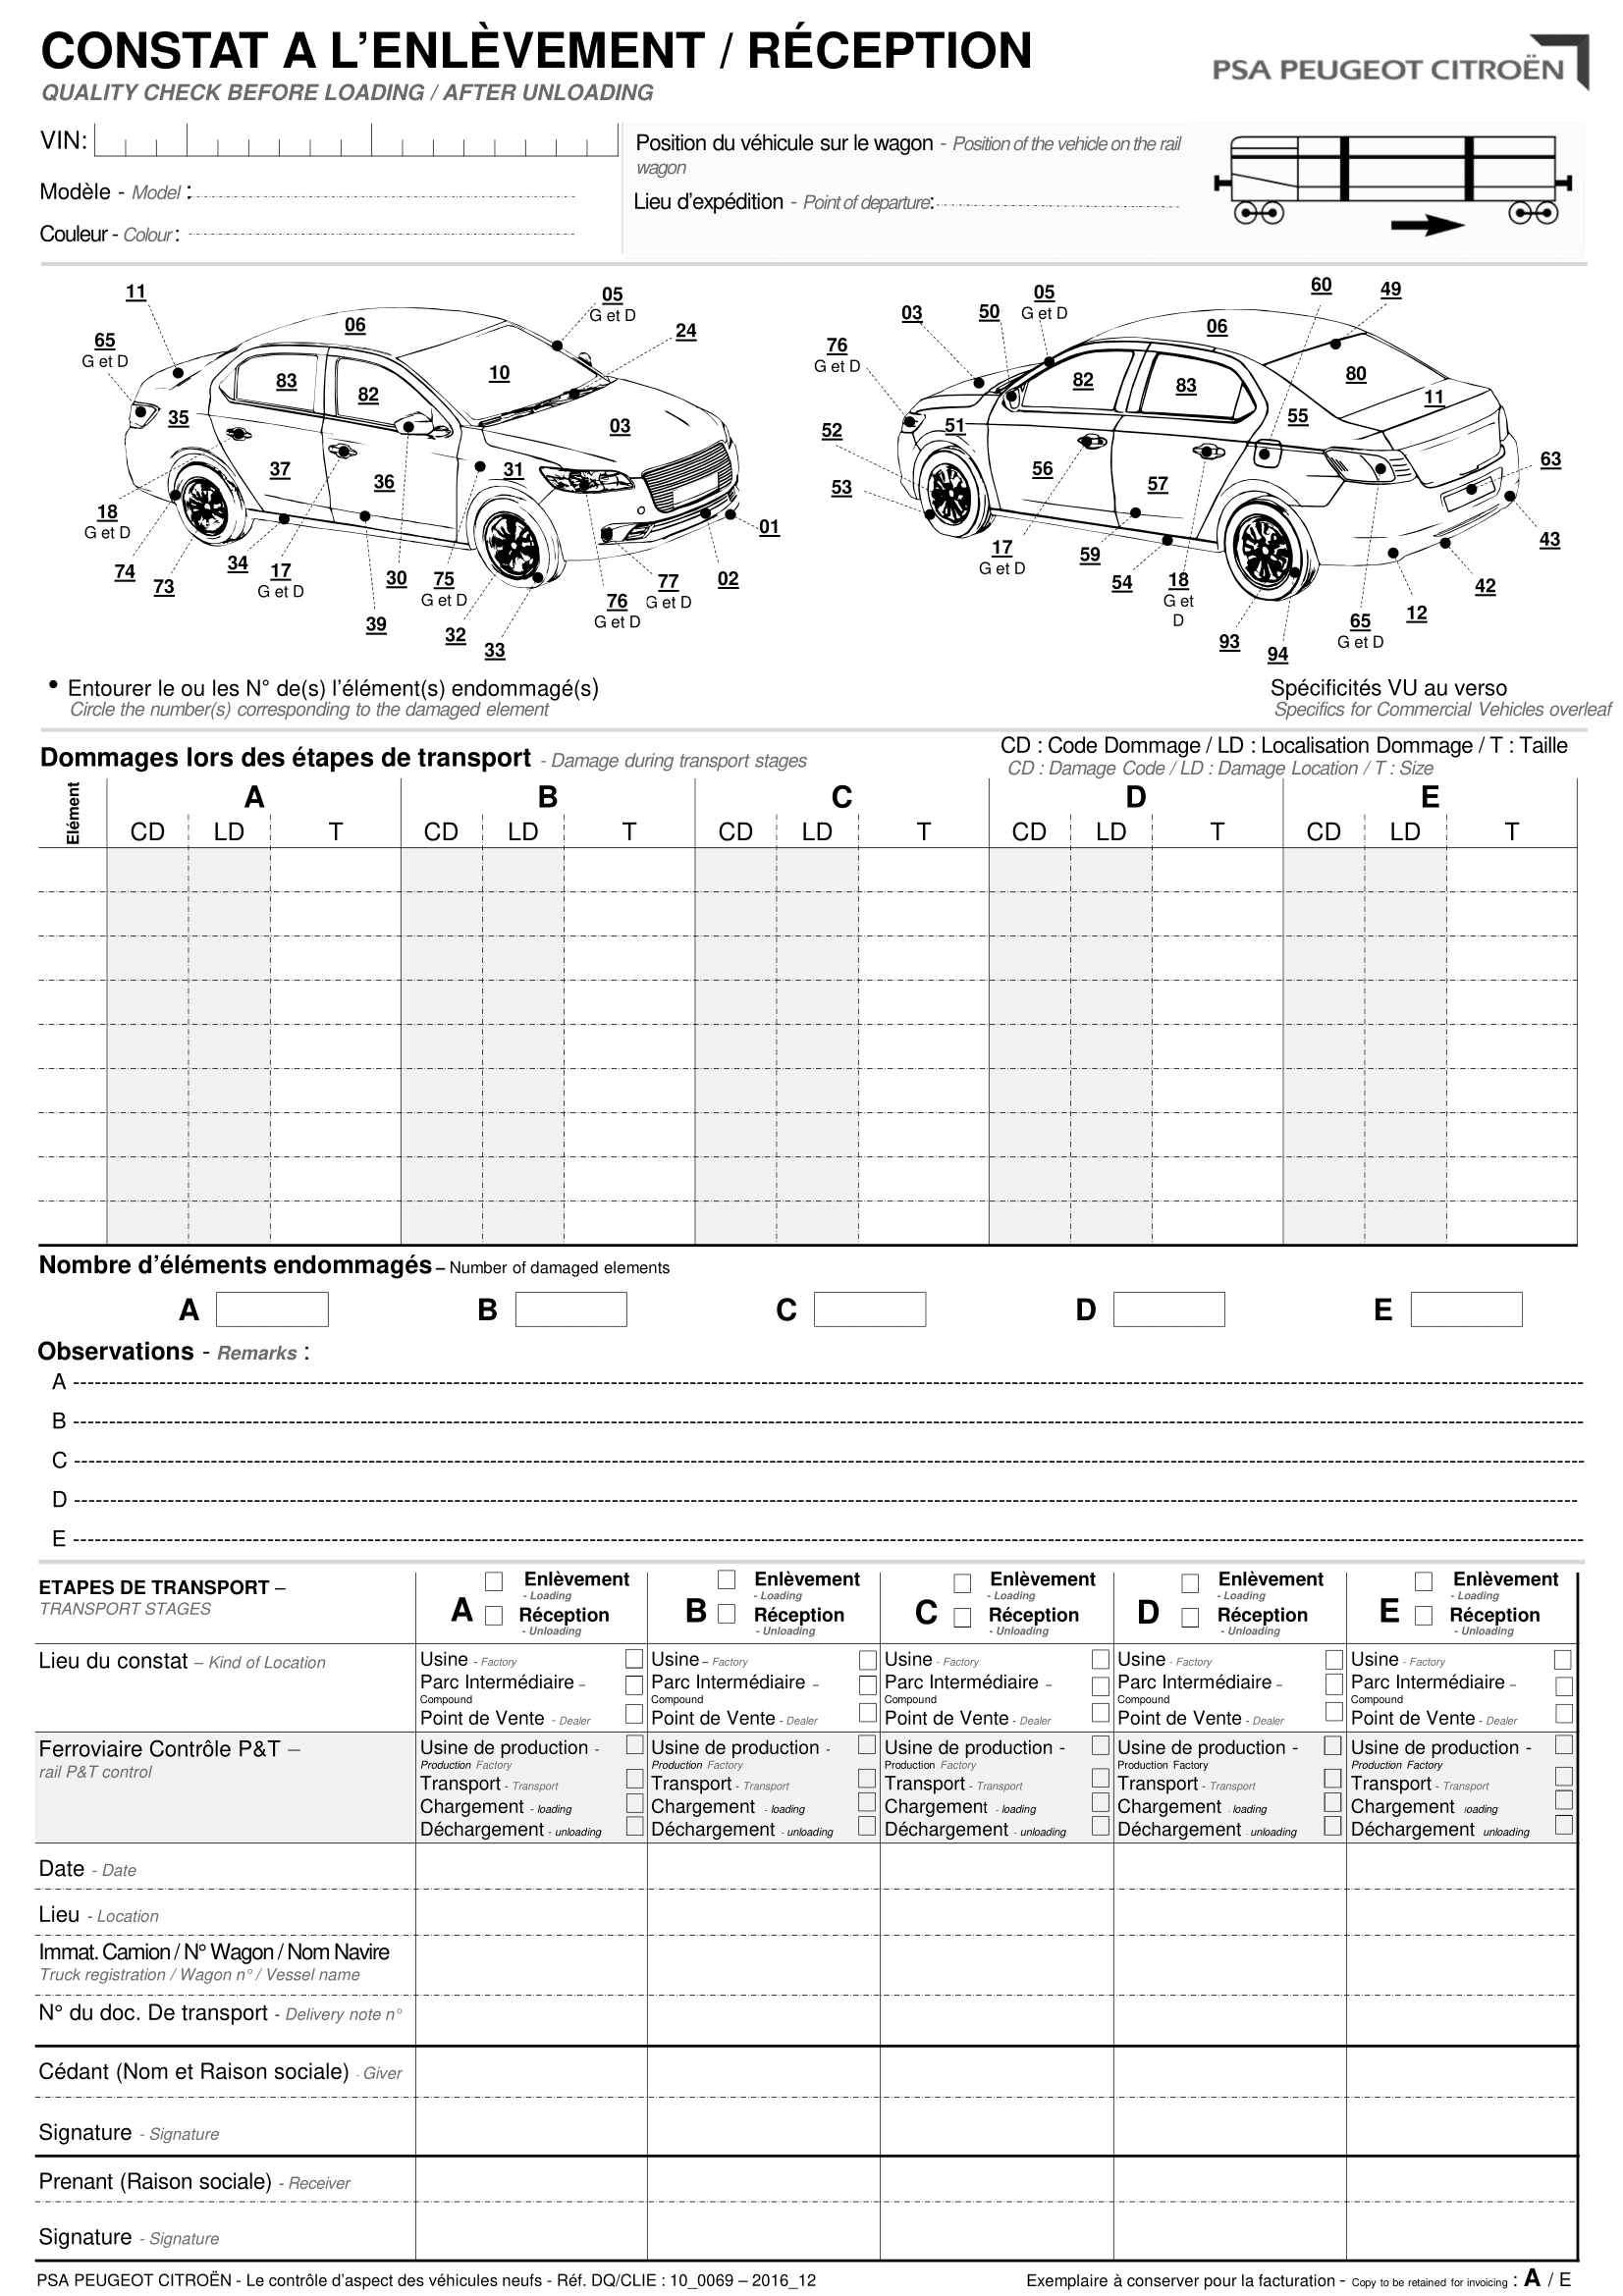 CONSTAT A L’ENLÈVEMENT / RÉCEPTION
QUALITY CHECK BEFORE LOADING / AFTER UNLOADING
PSA PEUGEOT CITROËN
VIN:
Modèle - Model :
Couleur - Colour :
Position du véhicule sur le wagon - Position of the vehicle on the rail
wagon
Lieu d’expédition - Point of departure:
11
65
G et D
06
05
G et D
24
10
83
82
35
03
37
36
31
18
G et D
74
73
34
17
G et D
30
39
75
G et D
32
33
76
G et D
77
G et D
02
01
03
50
05
G et D
60
49
76
G et D
06
82
83
80
11
52
51
55
53
56
57
63
17
G et D
59
54
18
G et
D
93
94
65
G et D
12
42
43
• Entourer le ou les N° de(s) l’élément(s) endommagé(s)
Circle the number(s) corresponding to the damaged element
Spécificités VU au verso
Specifics for Commercial Vehicles overleaf
Dommages lors des étapes de transport - Damage during transport stages
CD : Code Dommage / LD : Localisation Dommage / T : Taille
CD : Damage Code / LD : Damage Location / T : Size
Elément
A B C D E
CD LD T CD LD T CD LD T CD LD T CD LD T
Nombre d’éléments endommagés – Number of damaged elements
A B C D E
Observations - Remarks :
A
B
C
D
E
ETAPES DE TRANSPORT –
TRANSPORT STAGES
A
Enlèvement
- Loading
Réception
- Unloading
B
Enlèvement
- Loading
Réception
- Unloading
C
Enlèvement
- Loading
Réception
- Unloading
D
Enlèvement
- Loading
Réception
- Unloading
E
Enlèvement
- Loading
Réception
- Unloading
Lieu du constat – Kind of Location
Usine - Factory
Parc Intermédiaire –
Compound
Point de Vente - Dealer
Usine – Factory
Parc Intermédiaire –
Compound
Point de Vente - Dealer
Usine - Factory
Parc Intermédiaire –
Compound
Point de Vente - Dealer
Usine - Factory
Parc Intermédiaire –
Compound
Point de Vente - Dealer
Usine - Factory
Parc Intermédiaire –
Compound
Point de Vente - Dealer
Ferroviaire Contrôle P&T –
rail P&T control
Usine de production -
Production Factory
Transport - Transport
Chargement - loading
Déchargement - unloading
Usine de production -
Production Factory
Transport - Transport
Chargement - loading
Déchargement - unloading
Usine de production -
Production Factory
Transport - Transport
Chargement - loading
Déchargement - unloading
Usine de production -
Production Factory
Transport - Transport
Chargement loading
Déchargement unloading
Usine de production -
Production Factory
Transport - Transport
Chargement loading
Déchargement unloading
Date - Date
Lieu - Location
Immat. Camion / N° Wagon / Nom Navire
Truck registration / Wagon n° / Vessel name
N° du doc. De transport - Delivery note n°
Cédant (Nom et Raison sociale) - Giver
Signature - Signature
Prenant (Raison sociale) - Receiver
Signature - Signature
PSA PEUGEOT CITROËN - Le contrôle d’aspect des véhicules neufs - Réf. DQ/CLIE : 10_0069 – 2016_12
Exemplaire à conserver pour la facturation - Copy to be retained for invoicing : A / E